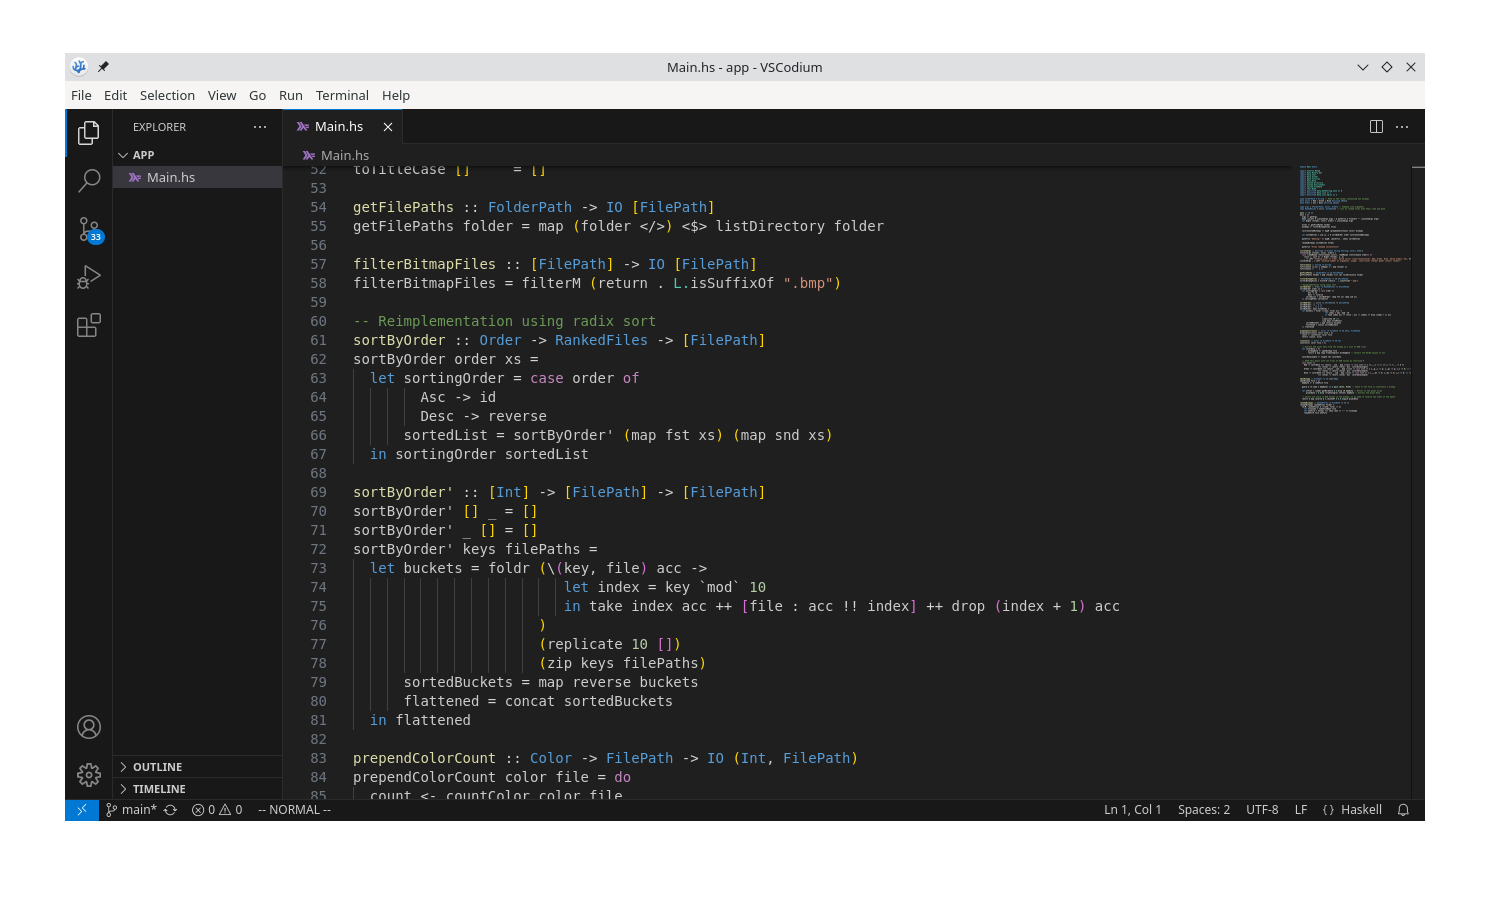 Main.hs - app - VSCodium
File Edit Selection View Go Run Terminal Help
EXPLORER
Main.hs
APP
Main.hs
Main.hs
52 toTitleCase [] = []
53
54 getFilePaths :: FolderPath -> IO [FilePath]
55 getFilePaths folder = map (folder </>) <$> listDirectory folder
56
57 filterBitmapFiles :: [FilePath] -> IO [FilePath]
58 filterBitmapFiles = filterM (return . L.isSuffixOf ".bmp")
59
60 -- Reimplementation using radix sort
61 sortByOrder :: Order -> RankedFiles -> [FilePath]
62 sortByOrder order xs =
63 let sortingOrder = case order of
64 Asc -> id
65 Desc -> reverse
66 sortedList = sortByOrder' (map fst xs) (map snd xs)
67 in sortingOrder sortedList
68
69 sortByOrder' :: [Int] -> [FilePath] -> [FilePath]
70 sortByOrder' [] _ = []
71 sortByOrder' _ [] = []
72 sortByOrder' keys filePaths =
73 let buckets = foldr (\(key, file) acc ->
74 let index = key `mod` 10
75 in take index acc ++ [file : acc !! index] ++ drop (index + 1) acc
76 )
77 (replicate 10 [])
78 (zip keys filePaths)
79 sortedBuckets = map reverse buckets
80 flattened = concat sortedBuckets
81 in flattened
82
83 prependColorCount :: Color -> FilePath -> IO (Int, FilePath)
84 prependColorCount color file = do
85 count <- countColor color file
33
OUTLINE
TIMELINE
main* 0 0 -- NORMAL -- Ln 1, Col 1 Spaces: 2 UTF-8 LF {} Haskell